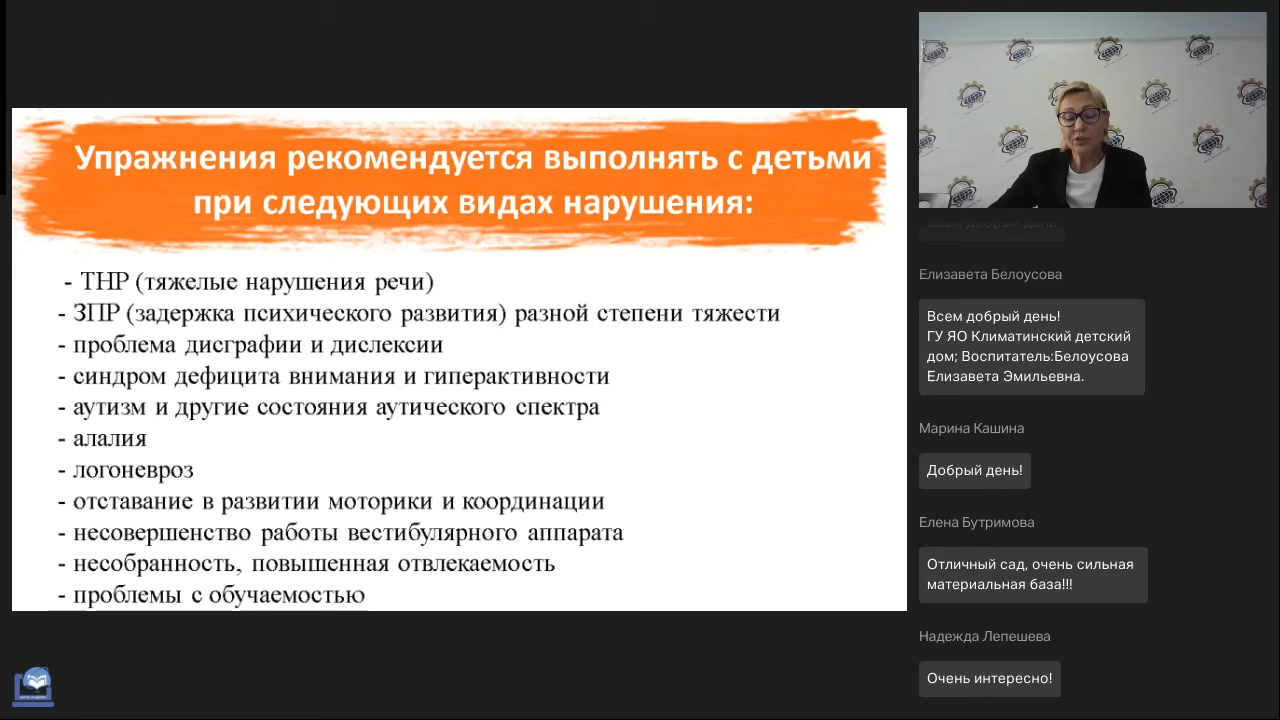 Упражнения рекомендуется выполнять с детьми
при следующих видах нарушения:
- ТНР (тяжелые нарушения речи)
- ЗПР (задержка психического развития) разной степени тяжести
- проблема дисграфии и дислексии
- синдром дефицита внимания и гиперактивности
- аутизм и другие состояния аутического спектра
- алалия
- логоневроз
- отставание в развитии моторики и координации
- несовершенство работы вестибулярного аппарата
- несобранность, повышенная отвлекаемость
- проблемы с обучаемостью
Всем добрый день
Елизавета Белоусова
Всем добрый день!
ГУ ЯО Климатинский детский
дом; Воспитатель:Белоусова
Елизавета Эмильевна.
Марина Кашина
Добрый день!
Елена Бутримова
Отличный сад, очень сильная
материальная база!!!
Надежда Лепешева
Очень интересно!